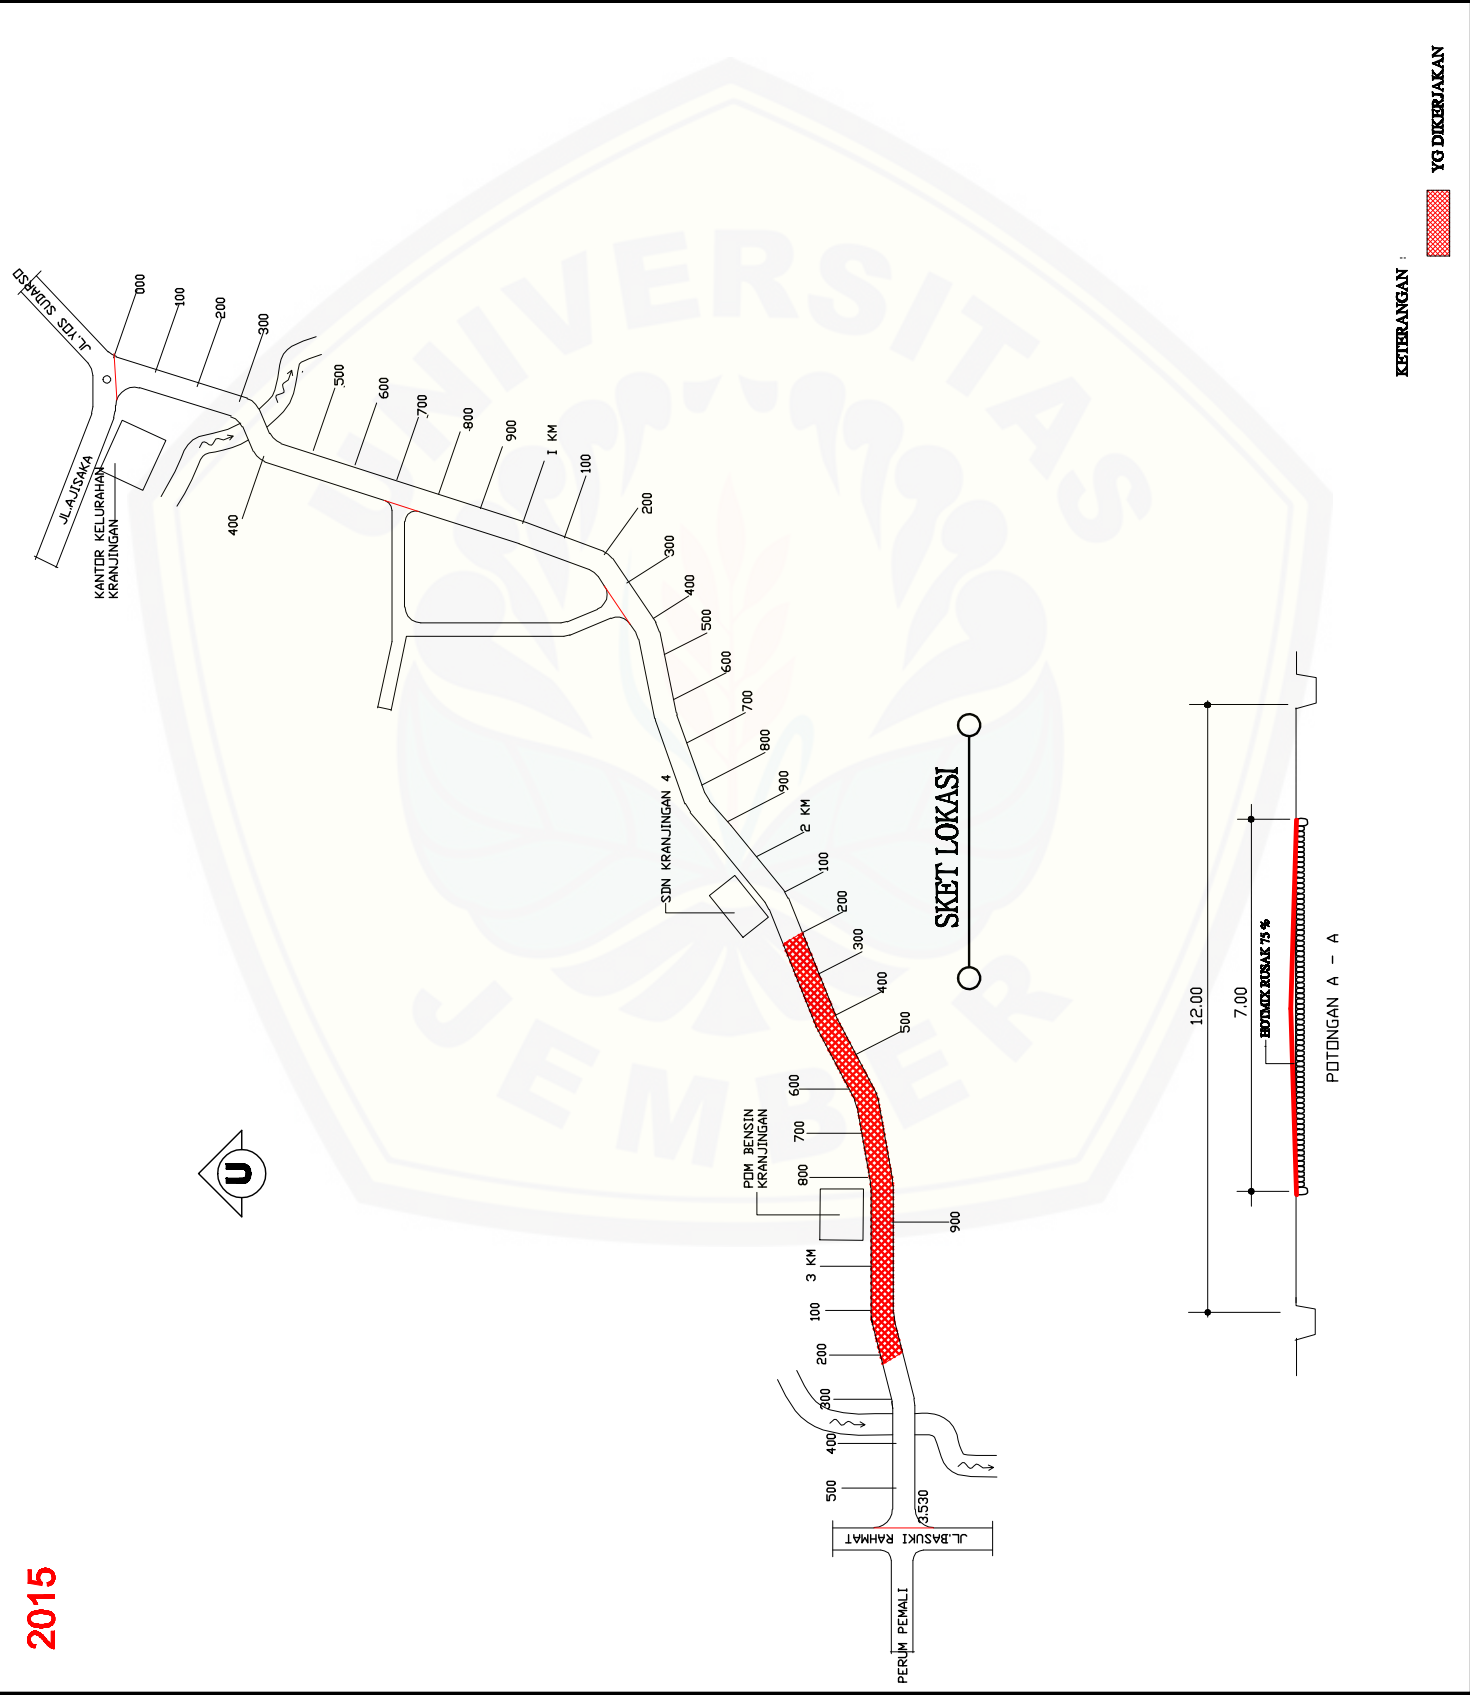 2015
JL.YOS SUDARSO
JL.AJISAKA
KANTOR KELURAHAN
KRANJINGAN
000
100
200
300
400
500
600
700
800
900
1 KM
100
200
300
400
500
600
700
800
900
2 KM
100
200
300
400
500
600
700
800
900
3 KM
100
200
300
400
500
3.530
SDN KRANJINGAN 4
POM BENSIN
KRANJINGAN
JL.BASUKI RAHMAT
PERUM PEMALI
U
SKET LOKASI
12.00
7.00
HOTMIX RUSAK 75 %
POTONGAN A - A
KETERANGAN :
YG DIKERJAKAN
UNIVERSITAS
JEMBER